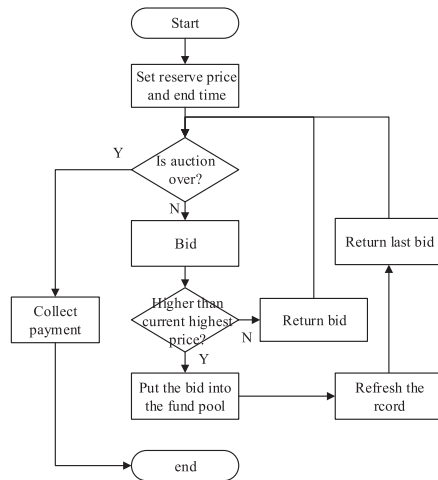 Start
Set reserve price
and end time
Y
Is auction
over?
N
Bid
Return last bid
Collect
payment
Higher than
current highest
price?
Return bid
N
Y
Put the bid into
the fund pool
Refresh the
rcord
end